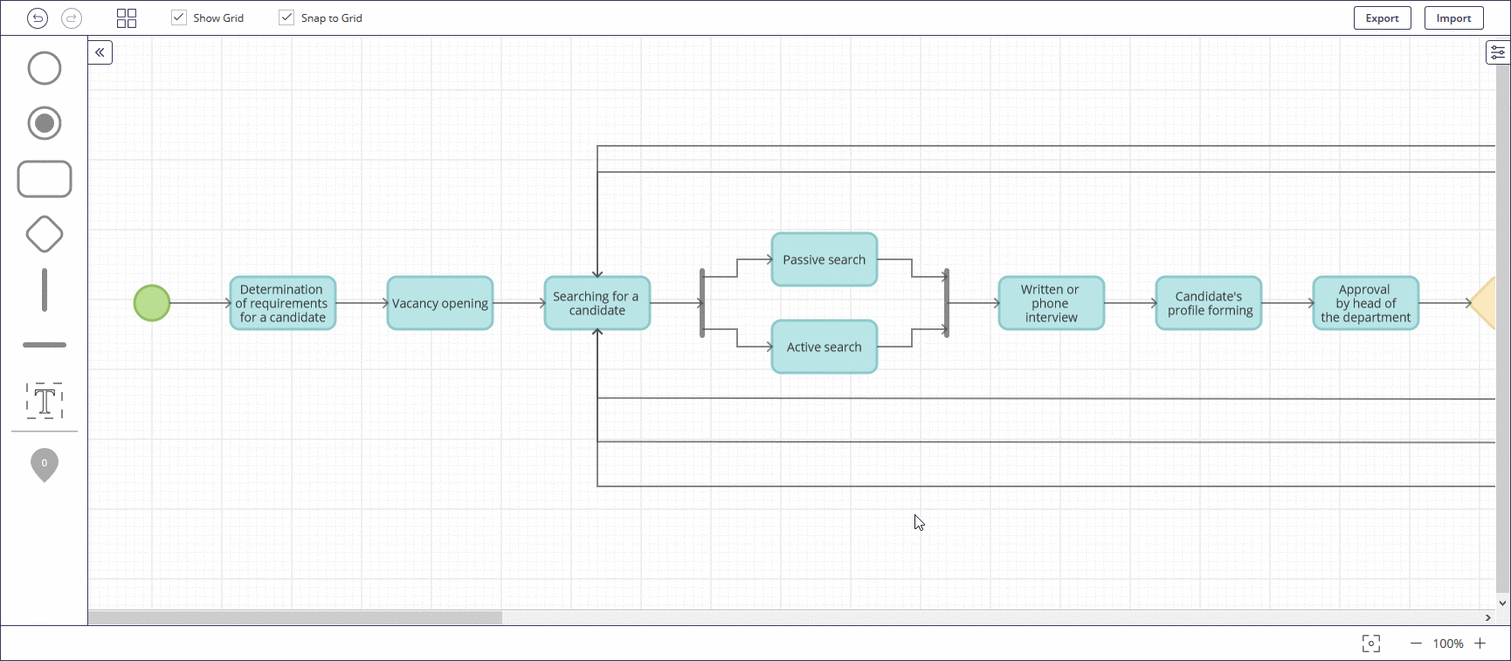 Show Grid
Snap to Grid
Export
Import
T
0
Determination
of requirements
for a candidate
Vacancy opening
Searching for a
candidate
Passive search
Active search
Written or
phone
interview
Candidate's
profile forming
Approval
by head of
the department
100%